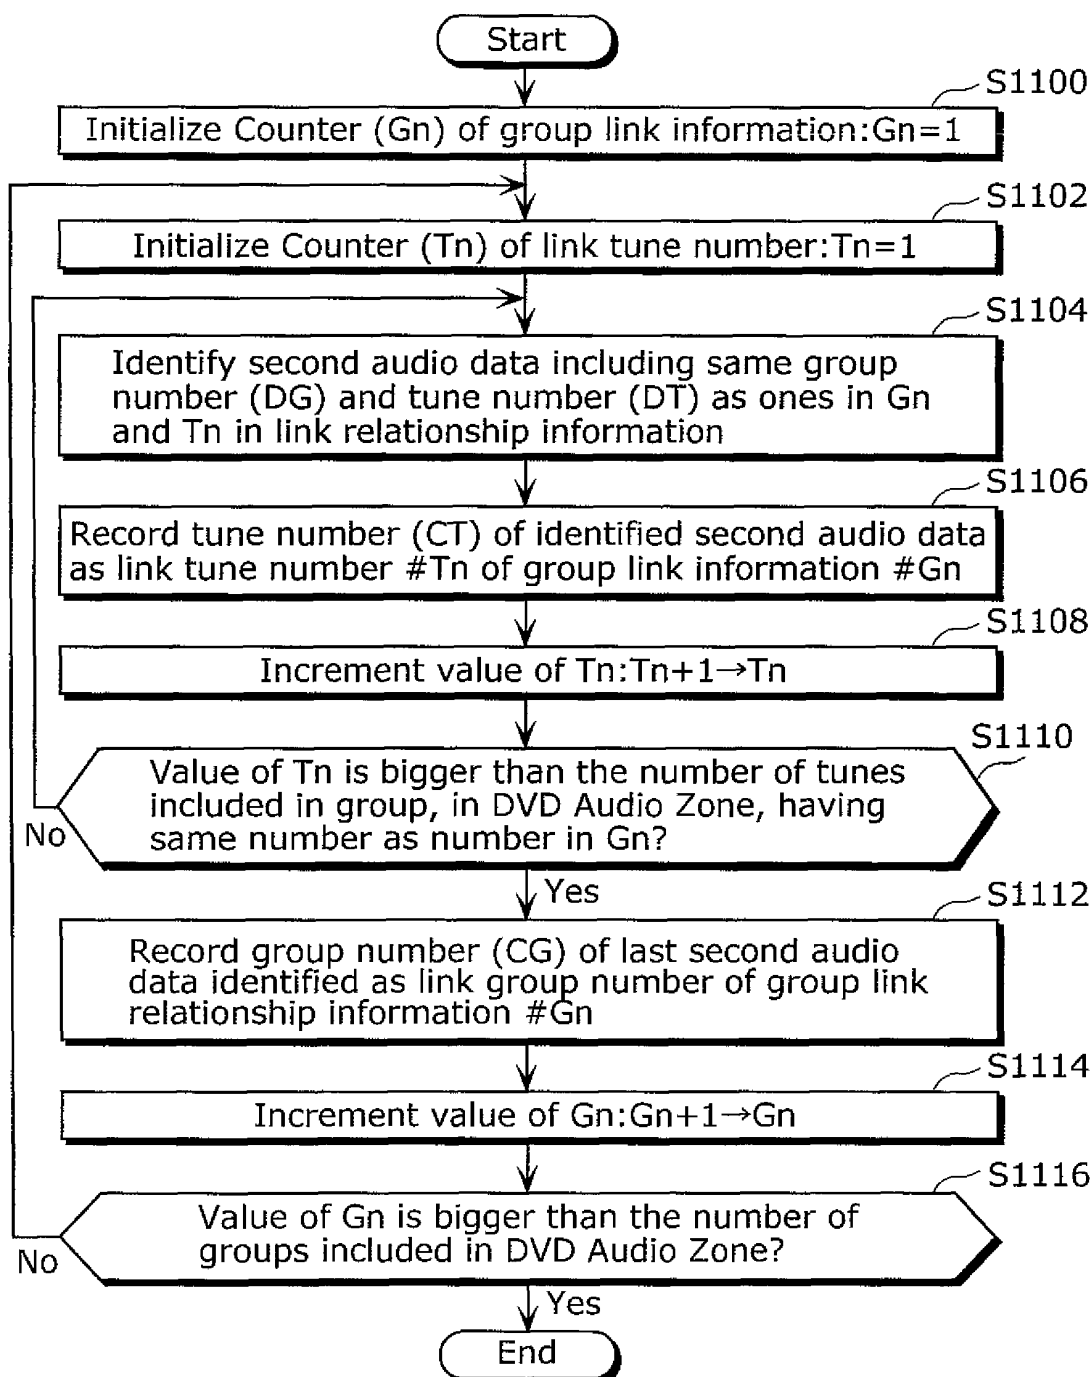 Start
S1100
Initialize Counter (Gn) of group link information:Gn=1
S1102
Initialize Counter (Tn) of link tune number:Tn=1
S1104
Identify second audio data including same group
number (DG) and tune number (DT) as ones in Gn
and Tn in link relationship information
S1106
Record tune number (CT) of identified second audio data
as link tune number #Tn of group link information #Gn
S1108
Increment value of Tn:Tn+1→Tn
S1110
Value of Tn is bigger than the number of tunes
included in group, in DVD Audio Zone, having
same number as number in Gn?
No
Yes
S1112
Record group number (CG) of last second audio
data identified as link group number of group link
relationship information #Gn
S1114
Increment value of Gn:Gn+1→Gn
S1116
Value of Gn is bigger than the number of
groups included in DVD Audio Zone?
No
Yes
End